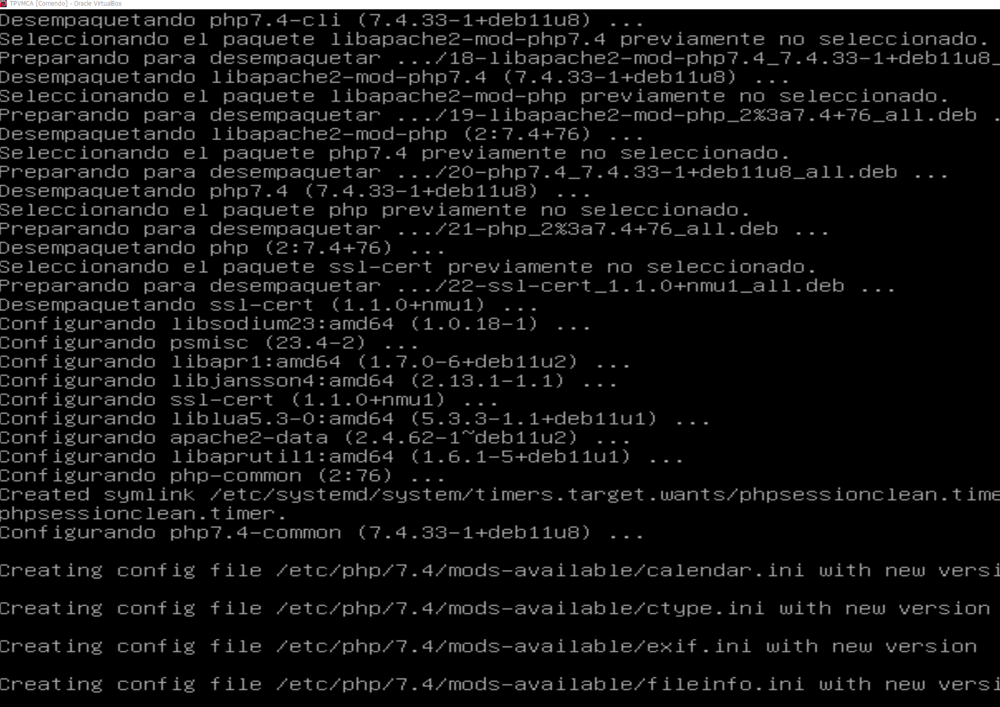 TPVMCA [Corriendo] - Oracle VirtualBox
Desempaquetando php7.4-cli (7.4.33-1+deb11u8) ...
Seleccionando el paquete libapache2-mod-php7.4 previamente no seleccionado.
Preparando para desempaquetar .../18-libapache2-mod-php7.4_7.4.33-1+deb11u8_
Desempaquetando libapache2-mod-php7.4 (7.4.33-1+deb11u8) ...
Seleccionando el paquete libapache2-mod-php previamente no seleccionado.
Preparando para desempaquetar .../19-libapache2-mod-php_2%3a7.4+76_all.deb .
Desempaquetando libapache2-mod-php (2:7.4+76) ...
Seleccionando el paquete php7.4 previamente no seleccionado.
Preparando para desempaquetar .../20-php7.4_7.4.33-1+deb11u8_all.deb ...
Desempaquetando php7.4 (7.4.33-1+deb11u8) ...
Seleccionando el paquete php previamente no seleccionado.
Preparando para desempaquetar .../21-php_2%3a7.4+76_all.deb ...
Desempaquetando php (2:7.4+76) ...
Seleccionando el paquete ssl-cert previamente no seleccionado.
Preparando para desempaquetar .../22-ssl-cert_1.1.0+nmu1_all.deb ...
Desempaquetando ssl-cert (1.1.0+nmu1) ...
Configurando libsodium23:amd64 (1.0.18-1) ...
Configurando psmisc (23.4-2) ...
Configurando libapr1:amd64 (1.7.0-6+deb11u2) ...
Configurando libjansson4:amd64 (2.13.1-1.1) ...
Configurando ssl-cert (1.1.0+nmu1) ...
Configurando liblua5.3-0:amd64 (5.3.3-1.1+deb11u1) ...
Configurando apache2-data (2.4.62-1~deb11u2) ...
Configurando libaprutil1:amd64 (1.6.1-5+deb11u1) ...
Configurando php-common (2:76) ...
Created symlink /etc/systemd/system/timers.target.wants/phpsessionclean.time
phpsessionclean.timer.
Configurando php7.4-common (7.4.33-1+deb11u8) ...
Creating config file /etc/php/7.4/mods-available/calendar.ini with new versi
Creating config file /etc/php/7.4/mods-available/ctype.ini with new version
Creating config file /etc/php/7.4/mods-available/exif.ini with new version
Creating config file /etc/php/7.4/mods-available/fileinfo.ini with new versi